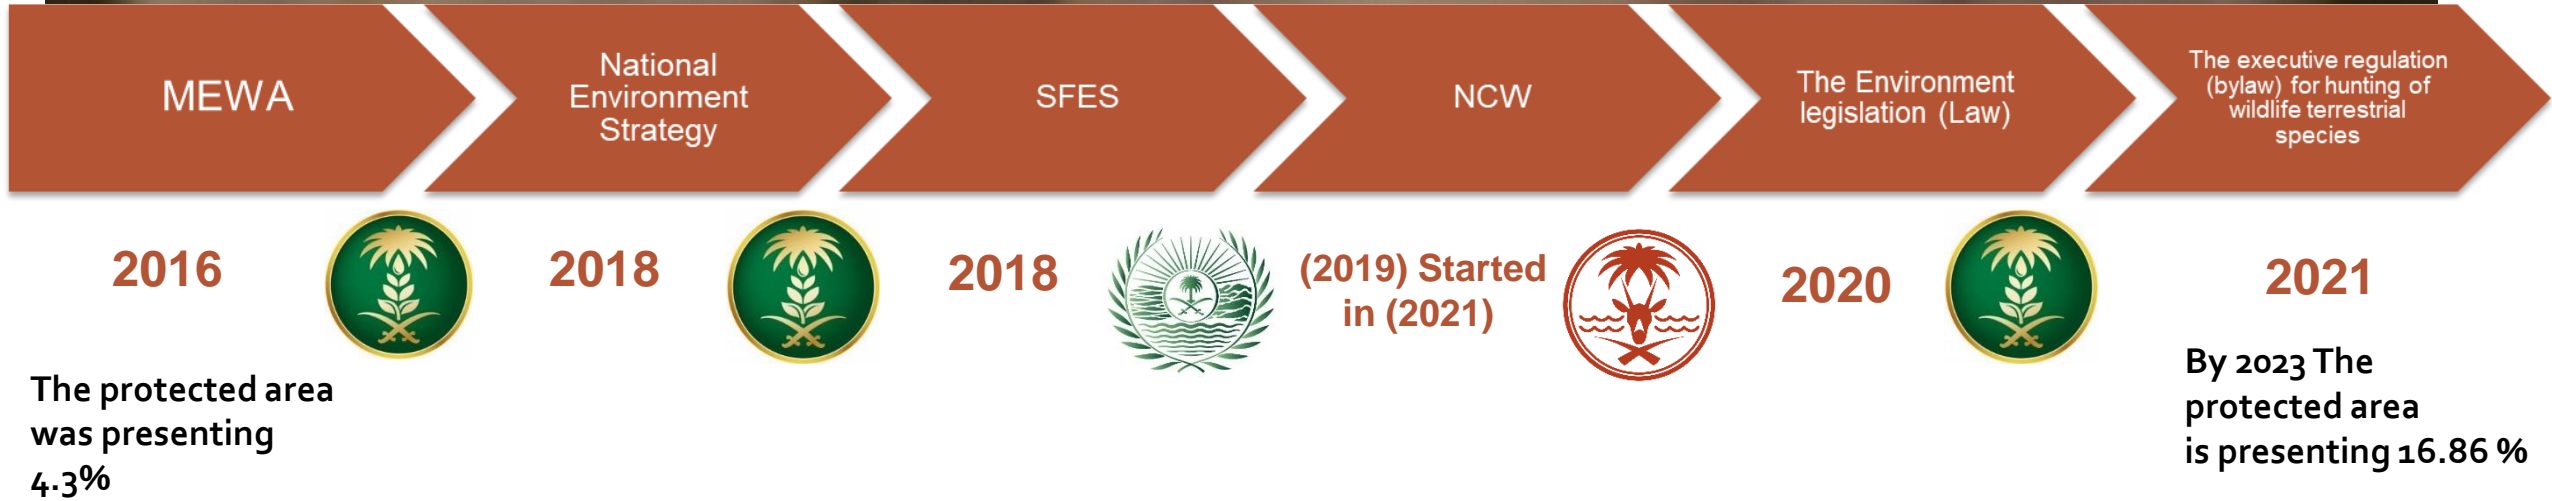 MEWA
National
Environment
Strategy
SFES
NCW
The Environment
legislation (Law)
The executive regulation
(bylaw) for hunting of
wildlife terrestrial
species
2016
2018
2018
(2019) Started
in (2021)
2020
2021
The protected area
was presenting
4.3%
By 2023 The
protected area
is presenting 16.86 %